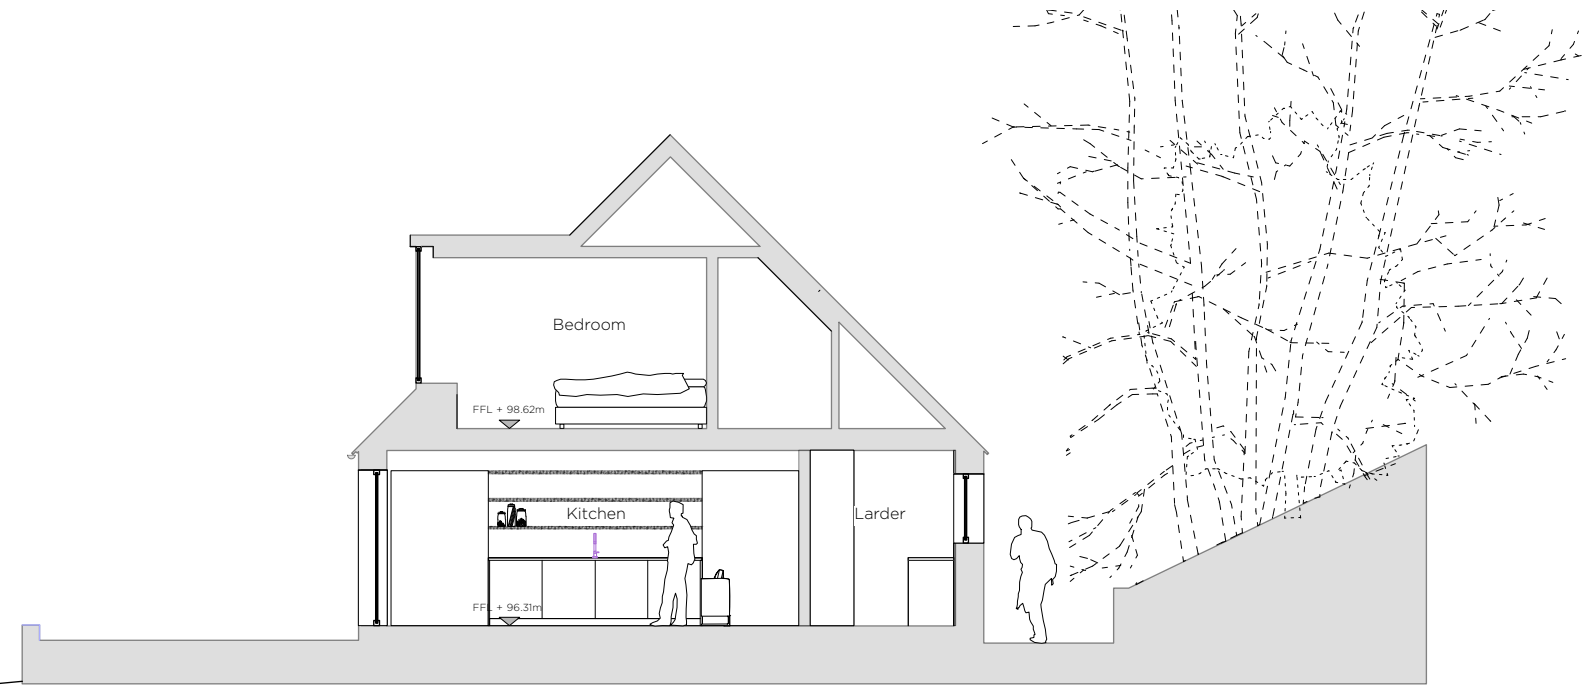 Bedroom
FFL + 98.62m
Kitchen
Larder
FFL + 96.31m